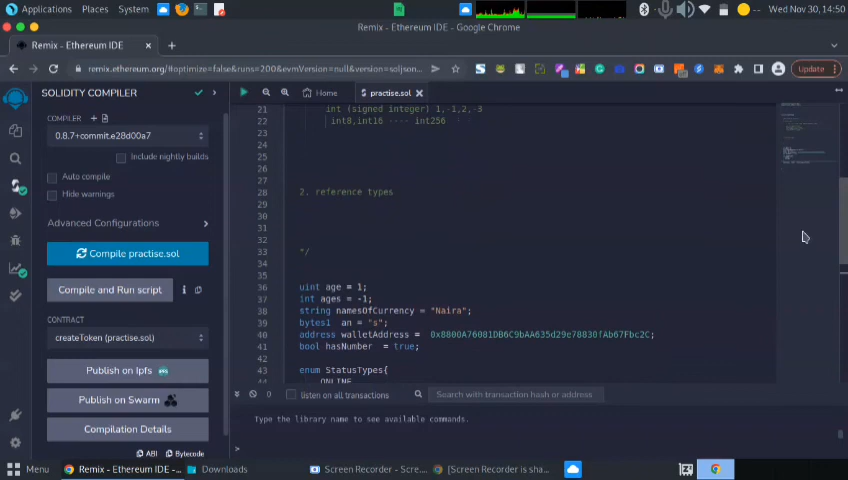 Applications
Places
System
Wed Nov 30, 14:50
Remix - Ethereum IDE - Google Chrome
Remix - Ethereum IDE
remix.ethereum.org/#optimize=false&runs=200&evmVersion=null&version=soljson...
Update
SOLIDITY COMPILER
Home
practise.sol
COMPILER
0.8.7+commit.e28d00a7
Include nightly builds
Auto compile
Hide warnings
Advanced Configurations
Compile practise.sol
Compile and Run script
CONTRACT
createToken (practise.sol)
Publish on Ipfs
Publish on Swarm
Compilation Details
ABI
Bytecode
21 int (signed integer) 1,-1,2,-3
22 int8,int16 ---- int256
23
24
25
26
27
28 2. reference types
29
30
31
32
33 */
34
35
36 uint age = 1;
37 int ages = -1;
38 string namesOfCurrency = "Naira";
39 bytes1 an = "s";
40 address walletAddress =
41 bool hasNumber = true;
42
43 enum StatusTypes{
44 ONLINE
0
listen on all transactions
Search with transaction hash or address
Type the library name to see available commands.
>
Menu
Remix - Ethereum IDE -...
Downloads
Screen Recorder - Scre...
[Screen Recorder is sha...